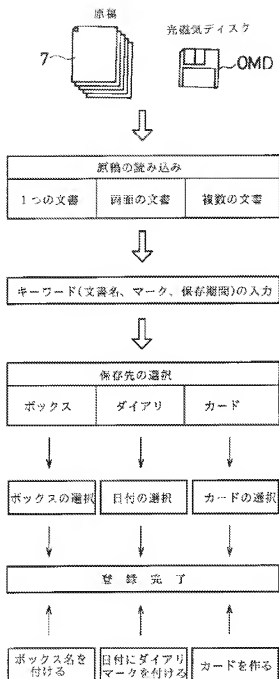 原稿
光磁気ディスク
7
OMD
原稿の読み込み
1つの文書
両面の文書
複数の文書
キーワード(文書名、マーク、保存期間)の入力
保存先の選択
ボックス
ダイアリ
カード
ボックスの選択
日付の選択
カードの選択
登録完了
ボックス名を
付ける
日付にダイアリ
マークを付ける
カードを作る